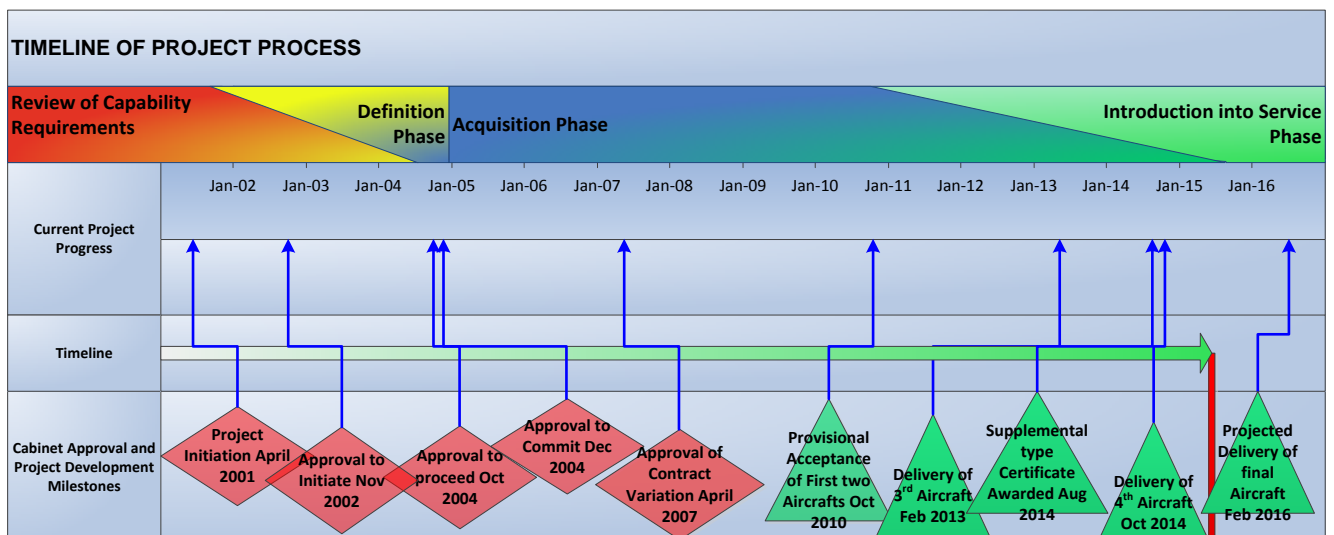 TIMELINE OF PROJECT PROCESS
Review of Capability
Requirements
Definition
Phase
Acquisition Phase
Introduction into Service
Phase
Jan-02 Jan-03 Jan-04 Jan-05 Jan-06 Jan-07 Jan-08 Jan-09 Jan-10 Jan-11 Jan-12 Jan-13 Jan-14 Jan-15 Jan-16
Current Project
Progress
Timeline
Cabinet Approval and
Project Development
Milestones
Project
Initiation April
2001
Approval to
Initiate Nov
2002
Approval to
proceed Oct
2004
Approval to
Commit Dec
2004
Approval of
Contract
Variation April
2007
Provisional
Acceptance
of First two
Aircrafts Oct
2010
Delivery of
3rd Aircraft
Feb 2013
Supplemental
type
Certificate
Awarded Aug
2014
Delivery of
4th Aircraft
Oct 2014
Projected
Delivery of
final
Aircraft
Feb 2016